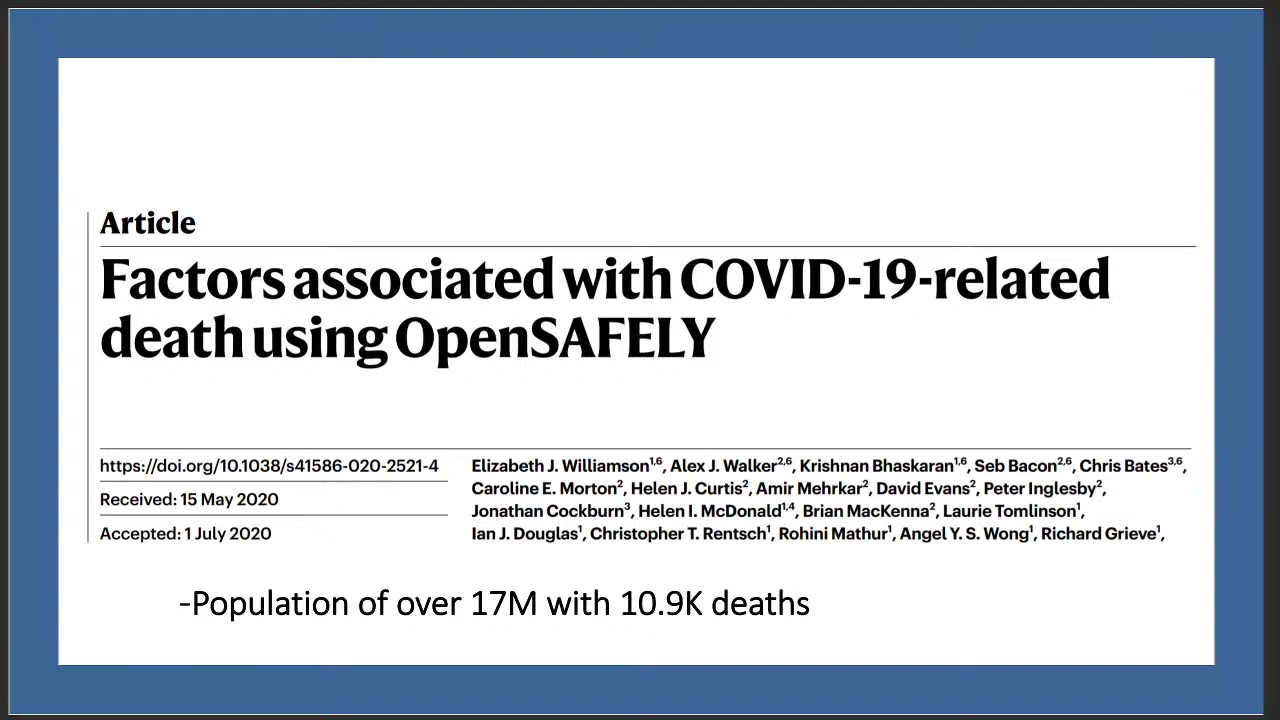 Article
Factors associated with COVID-19-related
death using OpenSAFELY
https://doi.org/10.1038/s41586-020-2521-4
Received: 15 May 2020
Accepted: 1 July 2020
Elizabeth J. Williamson1,6, Alex J. Walker2,6, Krishnan Bhaskaran1,6, Seb Bacon2,6, Chris Bates3,6,
Caroline E. Morton2, Helen J. Curtis2, Amir Mehrkar2, David Evans2, Peter Inglesby2,
Jonathan Cockburn3, Helen I. McDonald1,4, Brian MacKenna2, Laurie Tomlinson1,
Ian J. Douglas1, Christopher T. Rentsch1, Rohini Mathur1, Angel Y. S. Wong1, Richard Grieve1,
-Population of over 17M with 10.9K deaths